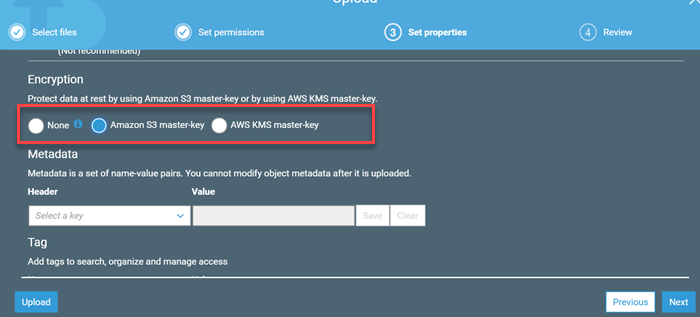 Upload
Select files
Set permissions
3 Set properties
4 Review
(Not recommended)
Encryption
Protect data at rest by using Amazon S3 master-key or by using AWS KMS master-key.
None Amazon S3 master-key AWS KMS master-key
Metadata
Metadata is a set of name-value pairs. You cannot modify object metadata after it is uploaded.
Header Value
Select a key Save Clear
Tag
Add tags to search, organize and manage access
Upload Previous Next